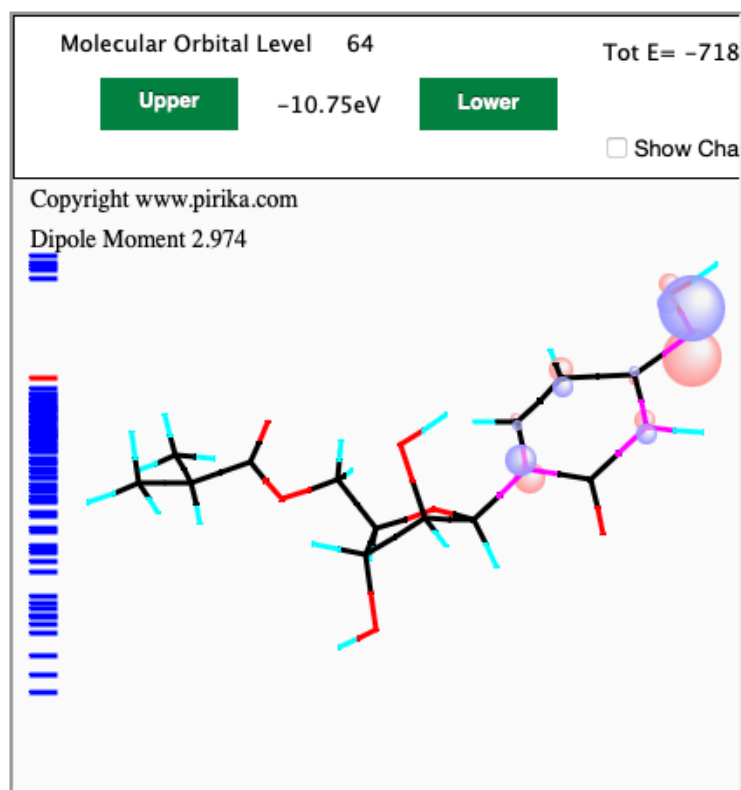 Molecular Orbital Level 64
Tot E= -718
Upper -10.75eV Lower
Show Cha
Copyright www.pirika.com
Dipole Moment 2.974